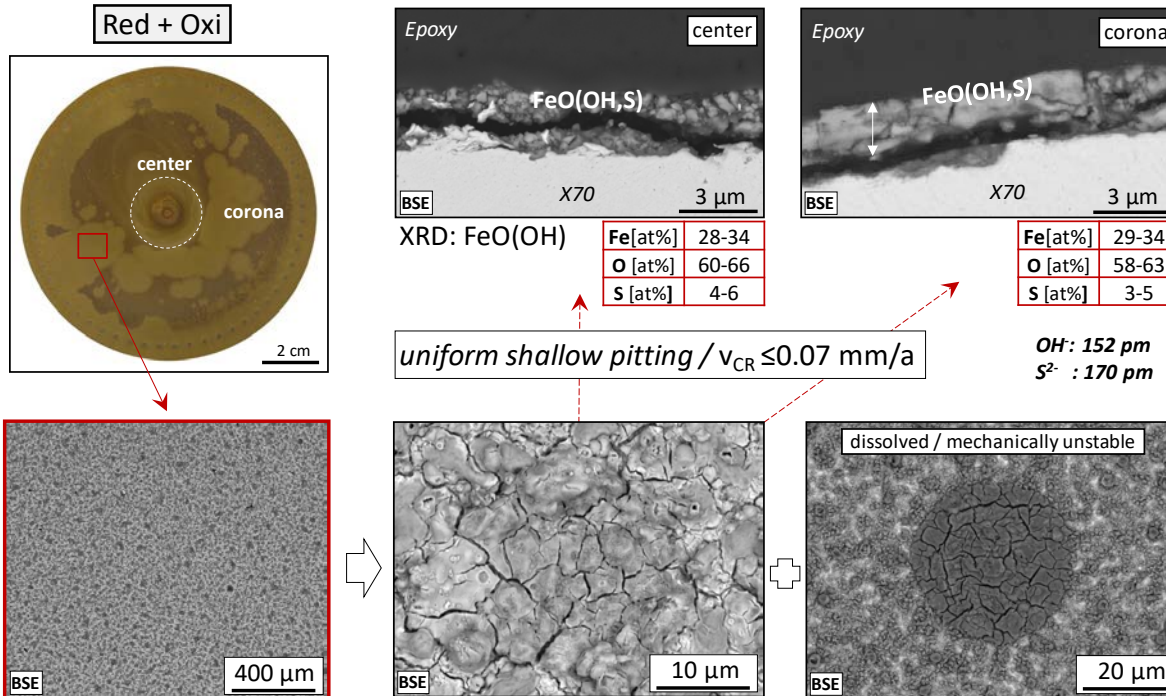 Red + Oxi
center
corona
2 cm
Epoxy
center
FeO(OH,S)
X70
BSE
3 µm
Epoxy
corona
FeO(OH,S)
X70
BSE
3 µm
XRD: FeO(OH)
Fe[at%] 28-34
O [at%] 60-66
S [at%] 4-6
Fe[at%] 29-34
O [at%] 58-63
S [at%] 3-5
uniform shallow pitting / vCR ≤0.07 mm/a
OH⁻: 152 pm
S²⁻ : 170 pm
BSE
400 µm
BSE
10 µm
dissolved / mechanically unstable
BSE
20 µm